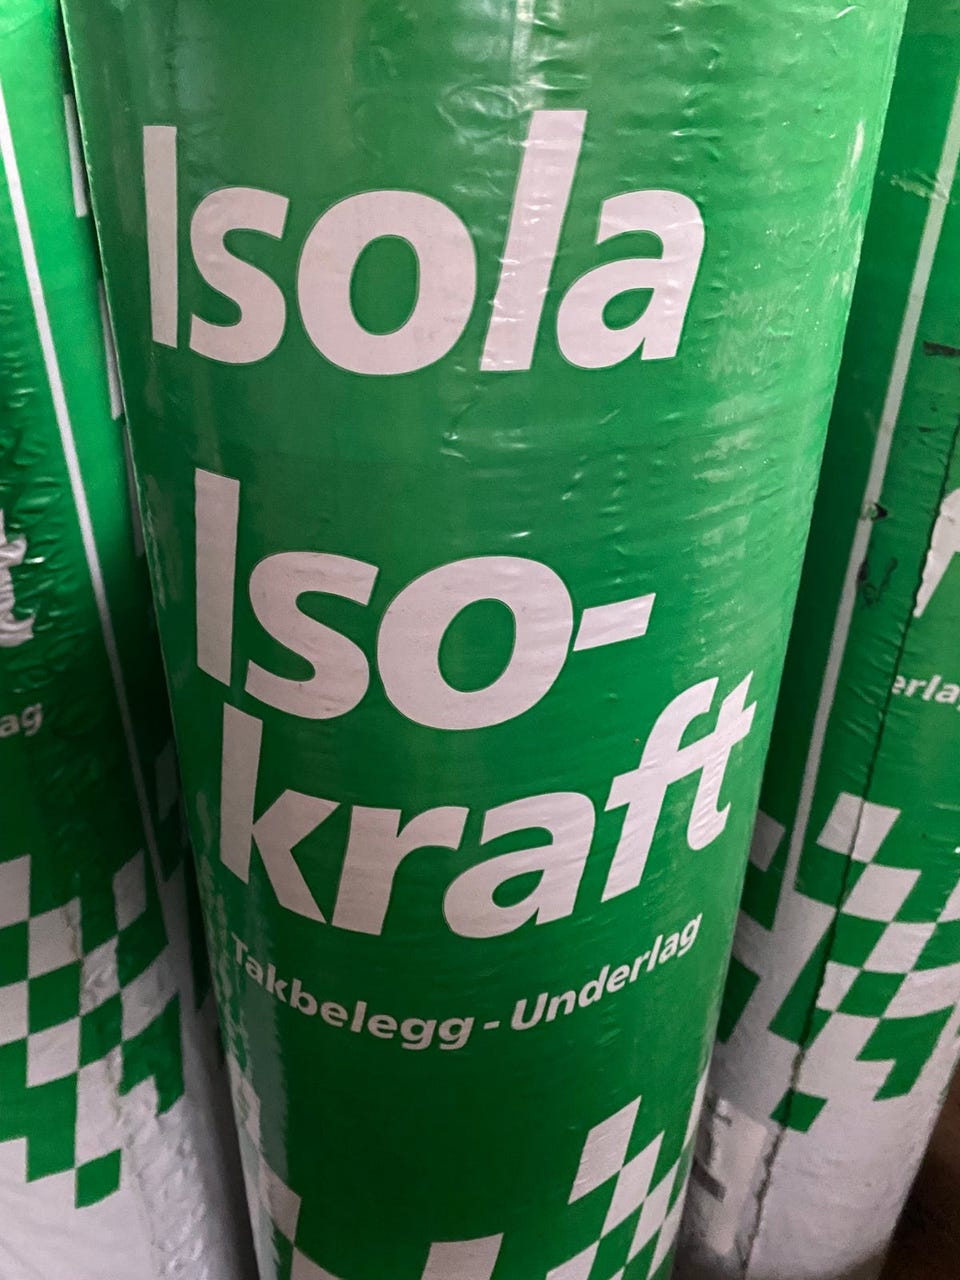 Isola
Iso-
kraft
Takbelegg - Underlag